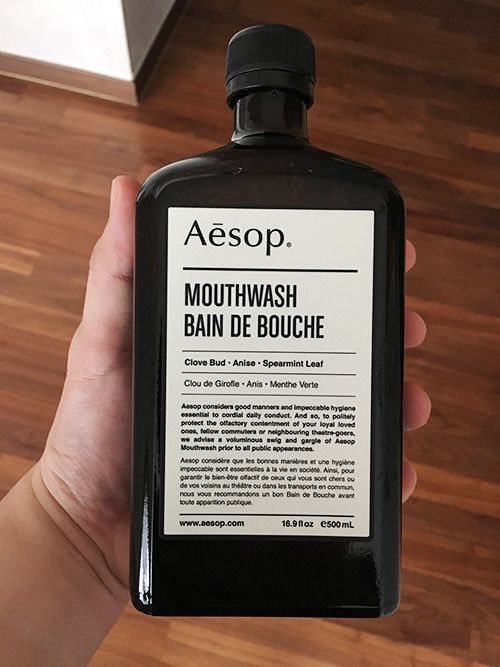 Aēsop®
MOUTHWASH
BAIN DE BOUCHE
Clove Bud • Anise • Spearmint Leaf
Clou de Girofle • Anis • Menthe Verte
Aesop considers good manners and impeccable hygiene
essential to cordial daily conduct. And so, to politely
protect the olfactory contentment of your loyal loved
ones, fellow commuters or neighbouring theatre-goers,
we advise a voluminous swig and gargle of Aesop
Mouthwash prior to all public appearances.
Aesop considère que les bonnes manières et une hygiène
impeccable sont essentielles à la vie en société. Ainsi, pour
garantir le bien-être olfactif de ceux qui vous sont chers ou
de vos voisins au théâtre ou dans les transports en commun,
nous vous recommandons un bon Bain de Bouche avant
toute apparition publique.
www.aesop.com 16.9 fl oz ℮500 mL